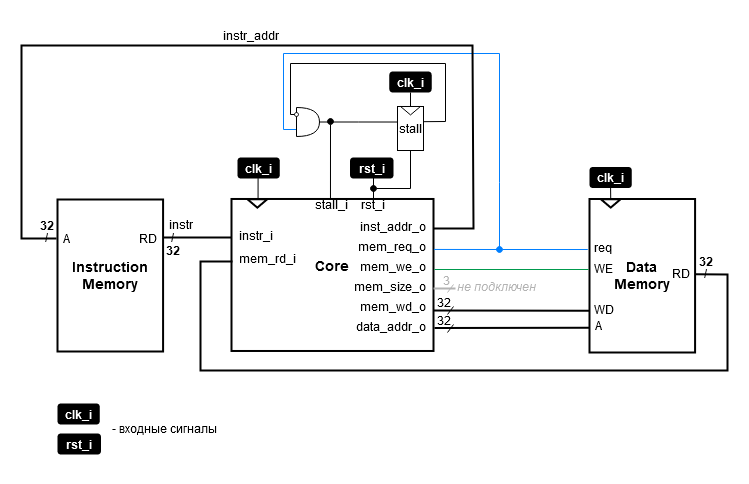 instr_addr
clk_i
stall
clk_i
rst_i
clk_i
stall_i
rst_i
32
A
RD
instr
32
Instruction
Memory
instr_i
mem_rd_i
Core
inst_addr_o
mem_req_o
mem_we_o
mem_size_o
mem_wd_o
data_addr_o
3
не подключен
32
32
req
WE
WD
A
Data
Memory
RD
32
clk_i
rst_i
- входные сигналы